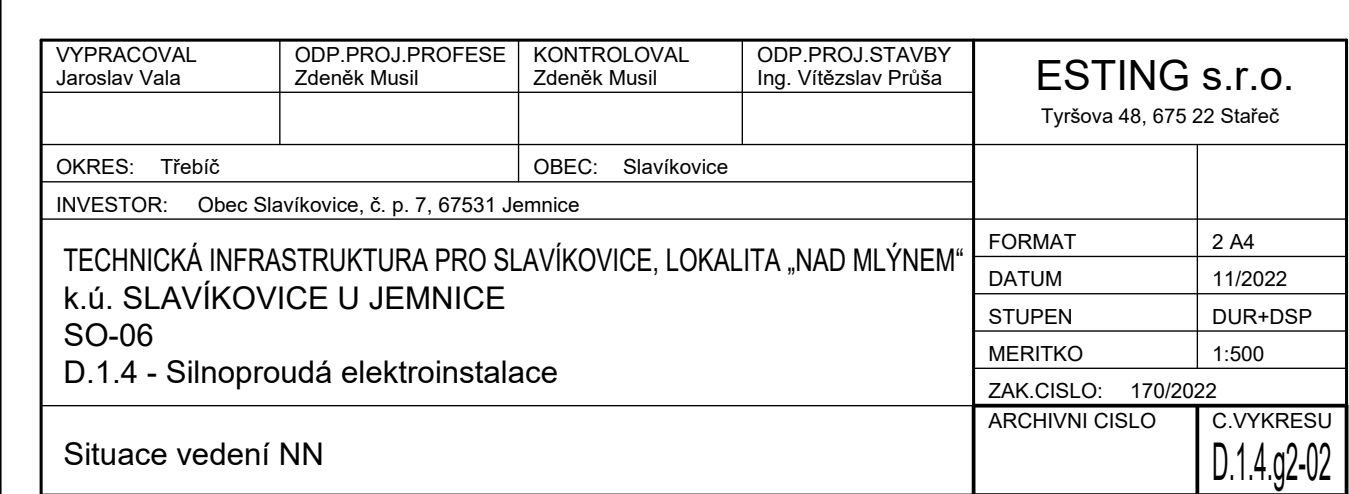 VYPRACOVAL
Jaroslav Vala
ODP.PROJ.PROFESE
Zdeněk Musil
KONTROLOVAL
Zdeněk Musil
ODP.PROJ.STAVBY
Ing. Vítězslav Průša
ESTING s.r.o.
Tyršova 48, 675 22 Stařeč
OKRES: Třebíč
OBEC: Slavíkovice
INVESTOR: Obec Slavíkovice, č. p. 7, 67531 Jemnice
TECHNICKÁ INFRASTRUKTURA PRO SLAVÍKOVICE, LOKALITA „NAD MLÝNEM“
k.ú. SLAVÍKOVICE U JEMNICE
SO-06
D.1.4 - Silnoproudá elektroinstalace
FORMAT 2 A4
DATUM 11/2022
STUPEN DUR+DSP
MERITKO 1:500
ZAK.CISLO: 170/2022
Situace vedení NN
ARCHIVNI CISLO
C.VYKRESU
D.1.4.g2-02